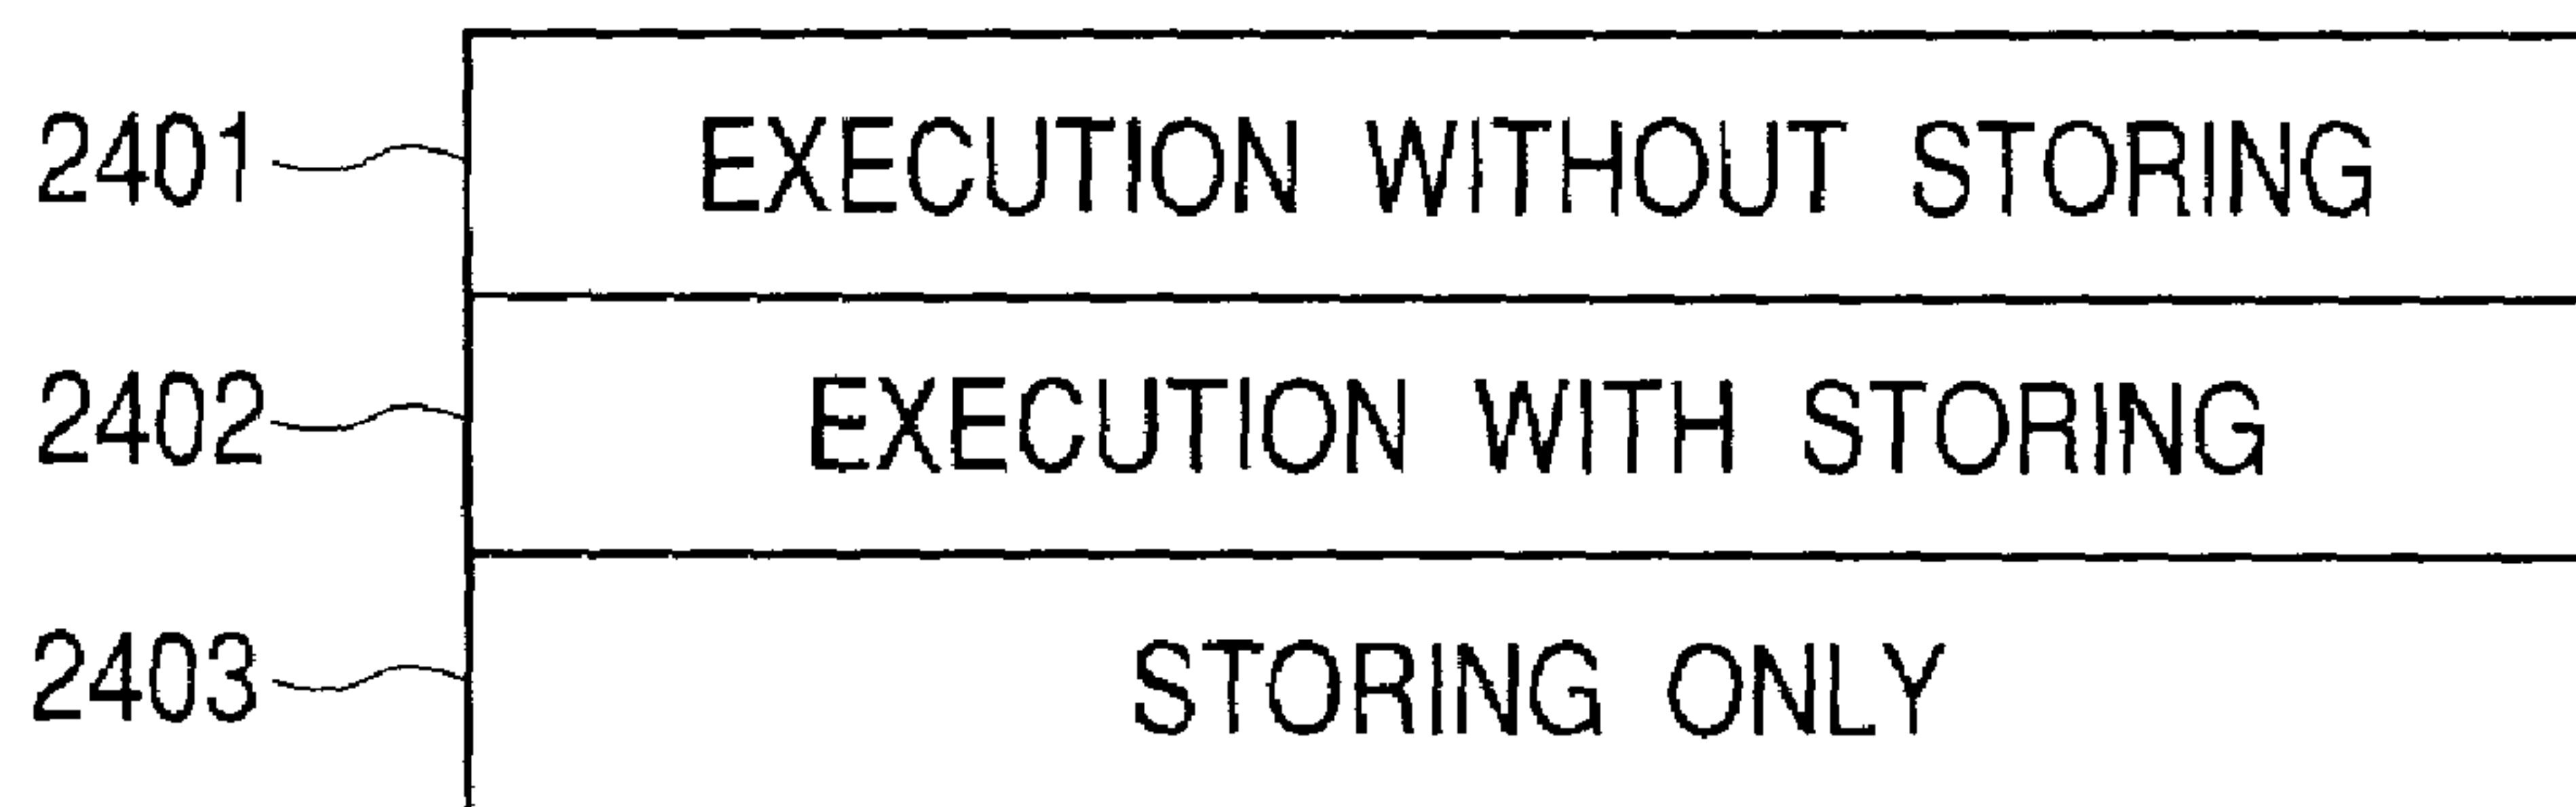 2401 EXECUTION WITHOUT STORING
2402 EXECUTION WITH STORING
2403 STORING ONLY